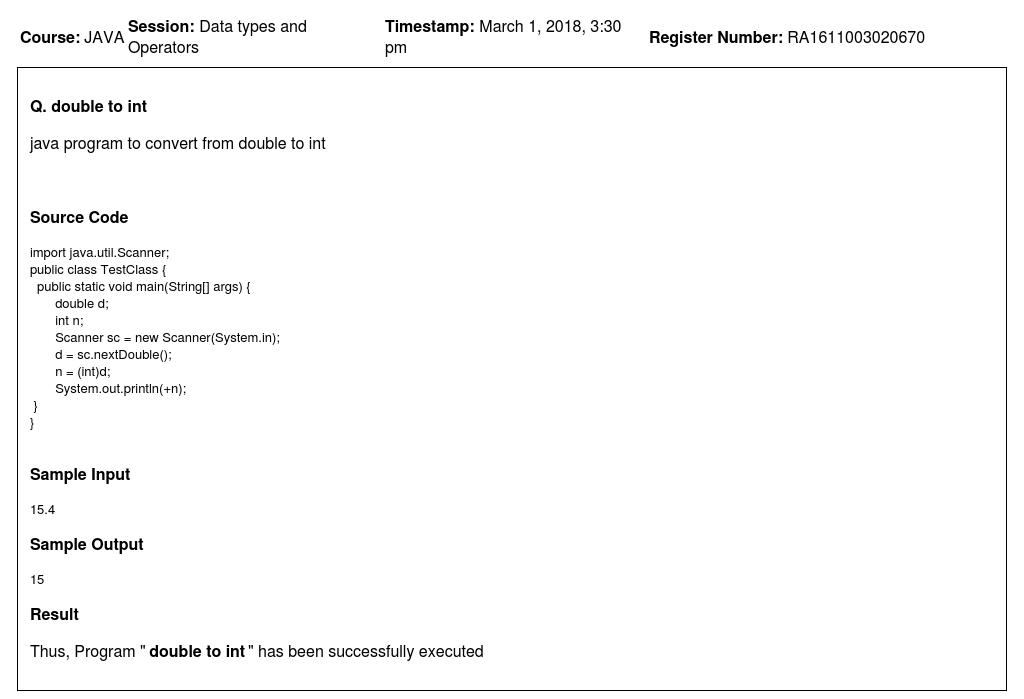 Course: JAVA Session: Data types and Operators Timestamp: March 1, 2018, 3:30 pm Register Number: RA1611003020670
Q. double to int
java program to convert from double to int
Source Code
import java.util.Scanner;
public class TestClass {
public static void main(String[] args) {
double d;
int n;
Scanner sc = new Scanner(System.in);
d = sc.nextDouble();
n = (int)d;
System.out.println(+n);
}
}
Sample Input
15.4
Sample Output
15
Result
Thus, Program " double to int " has been successfully executed